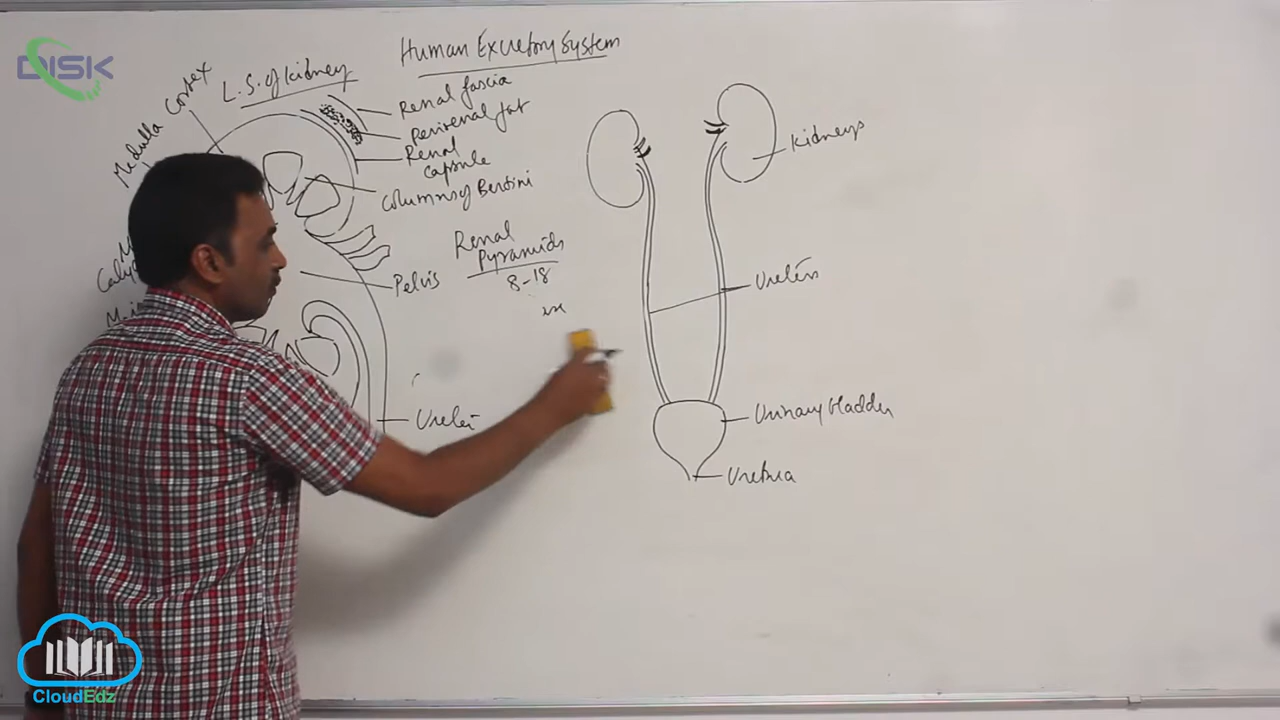 DISK
Human Excretory System
L.S. of kidney
Medulla
Cortex
Renal fascia
Perirenal fat
Renal
capsule
Columns of Bertini
Renal
Pyramids
8-18
Pelvis
Ureter
Kidneys
Ureters
Urinary bladder
Urethra
CloudEdz